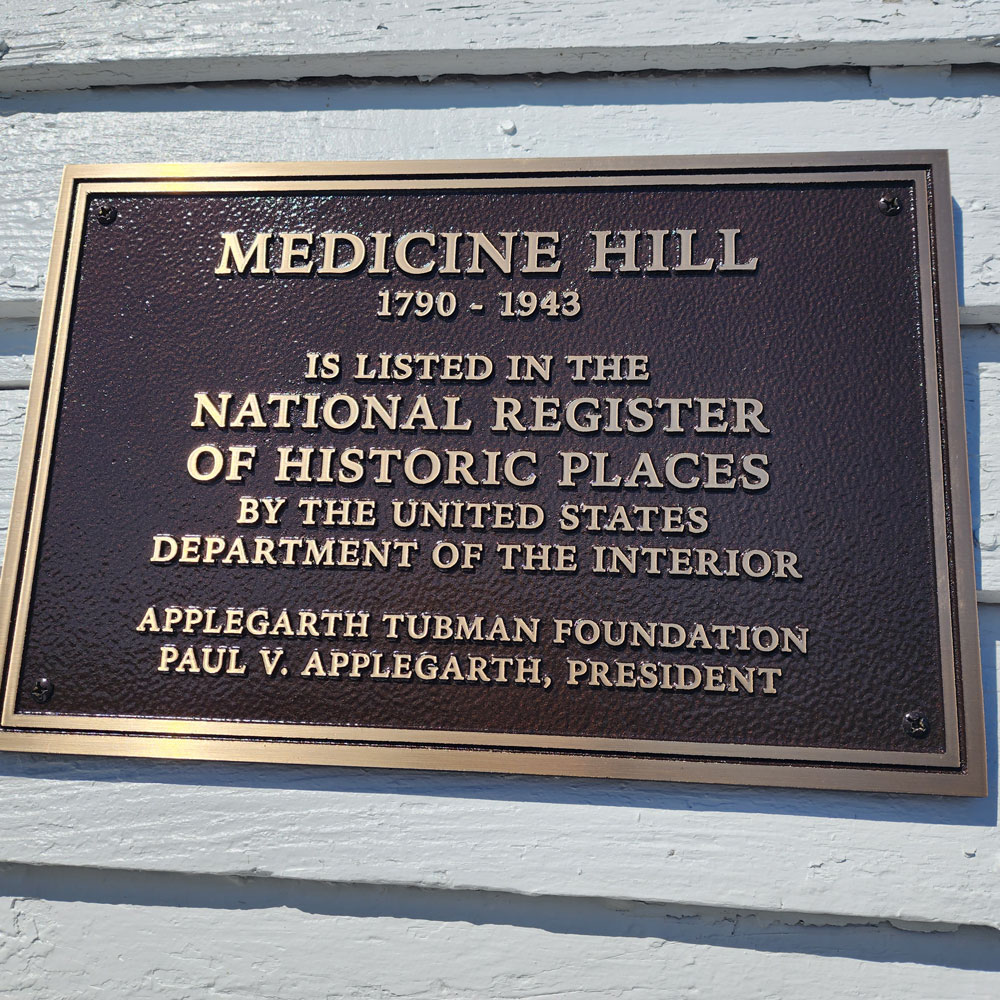 MEDICINE HILL
1790 - 1943
IS LISTED IN THE
NATIONAL REGISTER
OF HISTORIC PLACES
BY THE UNITED STATES
DEPARTMENT OF THE INTERIOR
APPLEGARTH TUBMAN FOUNDATION
PAUL V. APPLEGARTH, PRESIDENT